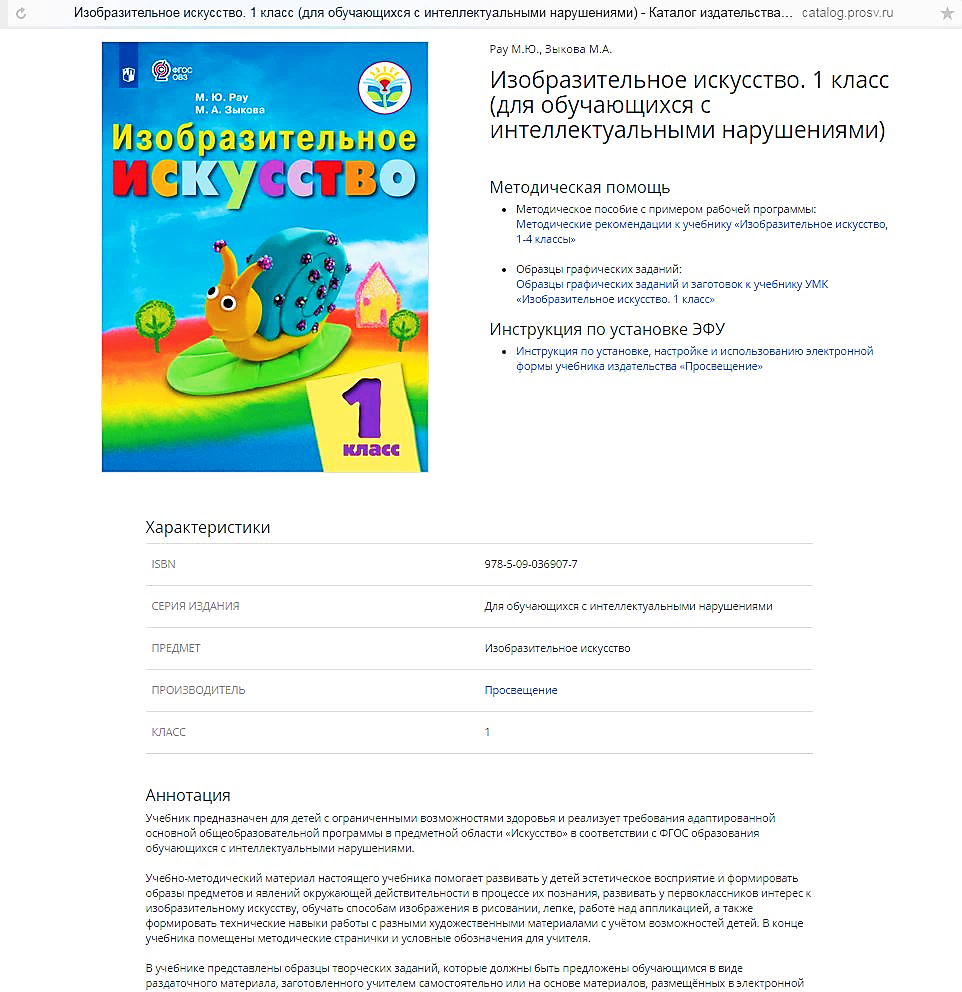 Изобразительное искусство. 1 класс (для обучающихся с интеллектуальными нарушениями) - Каталог издательства... catalog.prosv.ru
ФГОС
ОВЗ
М. Ю. Рау
М. А. Зыкова
Изобразительное
искусство
1
класс
Рау М.Ю., Зыкова М.А.
Изобразительное искусство. 1 класс
(для обучающихся с
интеллектуальными нарушениями)
Методическая помощь
• Методическое пособие с примером рабочей программы:
Методические рекомендации к учебнику «Изобразительное искусство,
1-4 классы»
• Образцы графических заданий:
Образцы графических заданий и заготовок к учебнику УМК
«Изобразительное искусство. 1 класс»
Инструкция по установке ЭФУ
• Инструкция по установке, настройке и использованию электронной
формы учебника издательства «Просвещение»
Характеристики
ISBN 978-5-09-036907-7
СЕРИЯ ИЗДАНИЯ Для обучающихся с интеллектуальными нарушениями
ПРЕДМЕТ Изобразительное искусство
ПРОИЗВОДИТЕЛЬ Просвещение
КЛАСС 1
Аннотация
Учебник предназначен для детей с ограниченными возможностями здоровья и реализует требования адаптированной
основной общеобразовательной программы в предметной области «Искусство» в соответствии с ФГОС образования
обучающихся с интеллектуальными нарушениями.
Учебно-методический материал настоящего учебника помогает развивать у детей эстетическое восприятие и формировать
образы предметов и явлений окружающей действительности в процессе их познания, развивать у первоклассников интерес к
изобразительному искусству, обучать способам изображения в рисовании, лепке, работе над аппликацией, а также
формировать технические навыки работы с разными художественными материалами с учётом возможностей детей. В конце
учебника помещены методические странички и условные обозначения для учителя.
В учебнике представлены образцы творческих заданий, которые должны быть предложены обучающимся в виде
раздаточного материала, заготовленного учителем самостоятельно или на основе материалов, размещённых в электронной